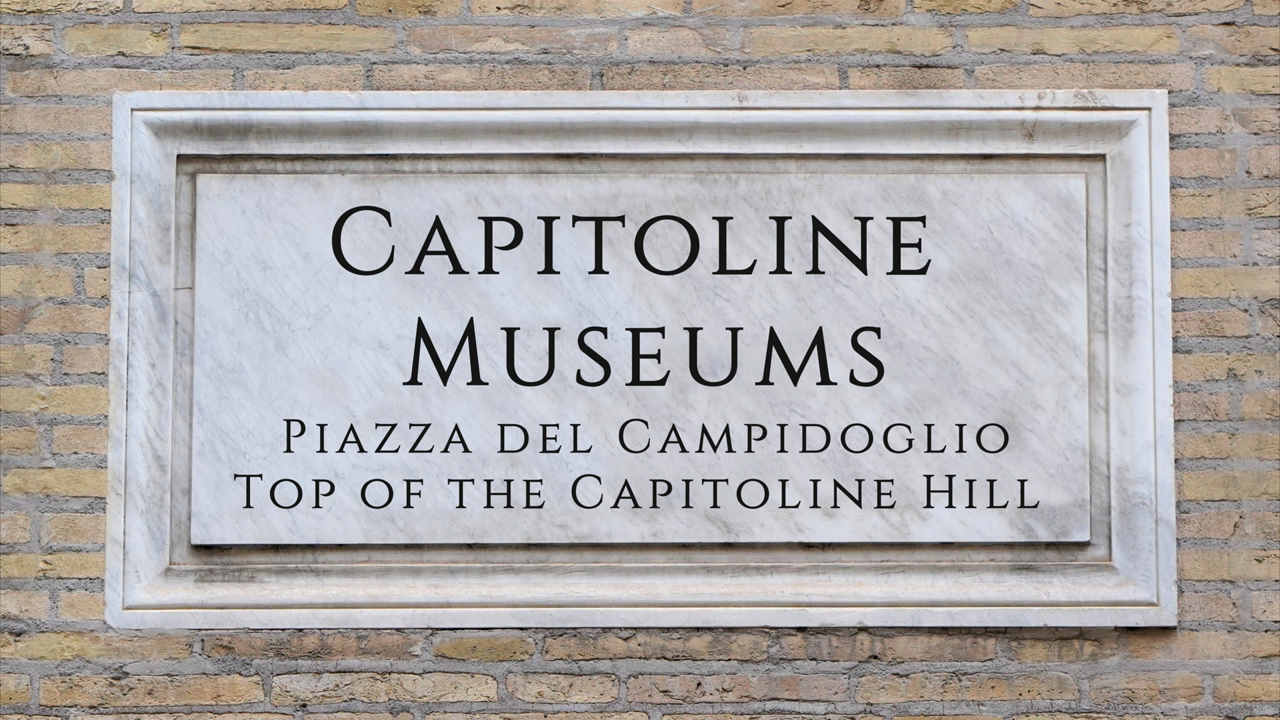 Capitoline
Museums
Piazza del Campidoglio
Top of the Capitoline Hill